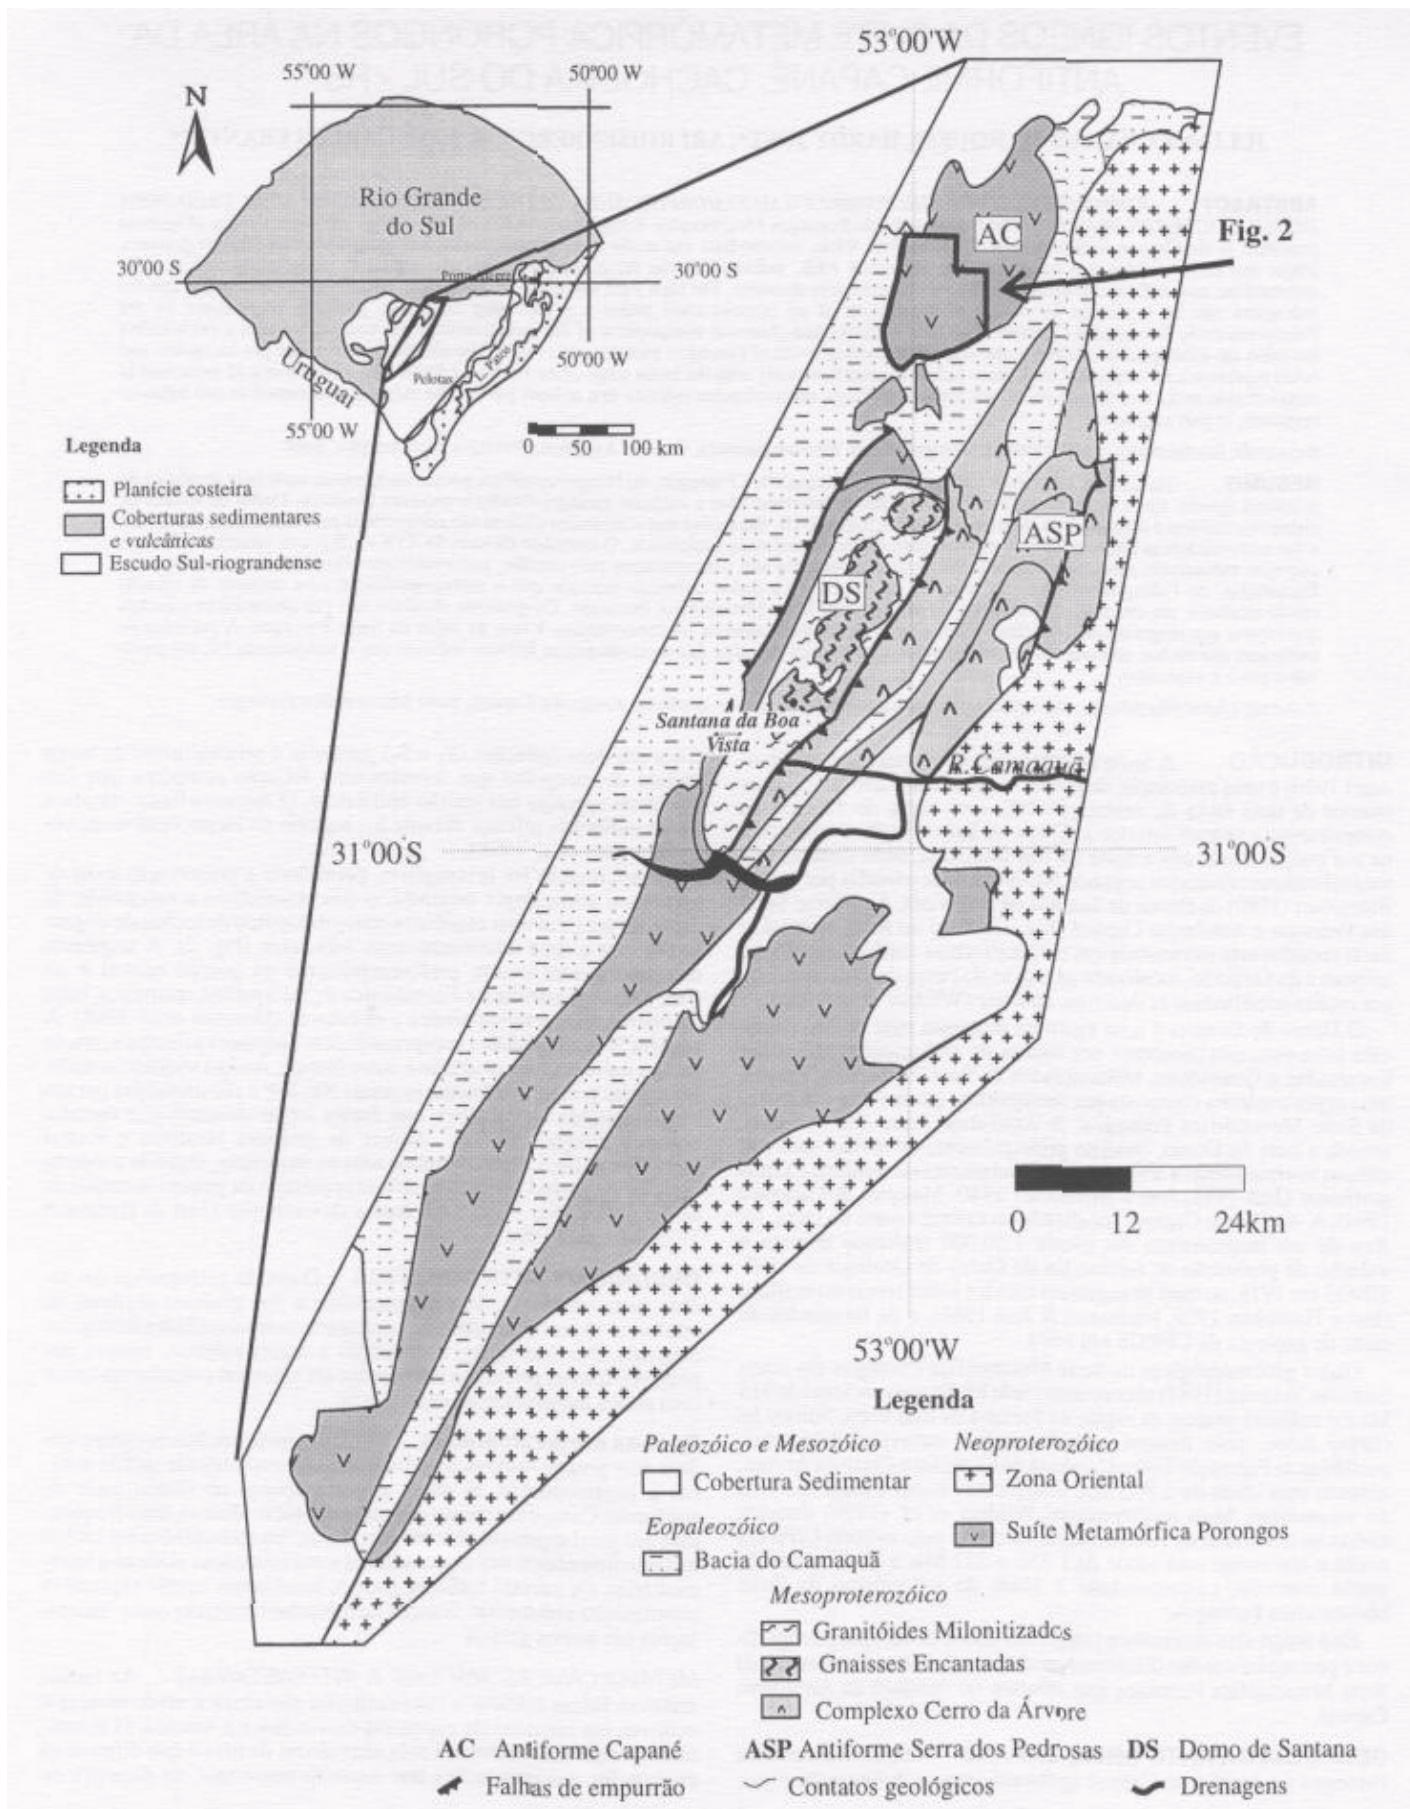 53°00'W
55°00 W
50°00 W
N
Rio Grande
do Sul
AC
Fig. 2
30°00 S
30°00 S
Pelotas
L. Patos
50°00 W
Uruguai
55°00 W
0 50 100 km
Legenda
Planície costeira
Coberturas sedimentares
e vulcânicas
Escudo Sul-riograndense
ASP
DS
Santana da Boa
Vista
R. Camaquã
31°00'S
31°00'S
0 12 24km
53°00'W
Legenda
Paleozóico e Mesozóico
Cobertura Sedimentar
Eopaleozóico
Bacia do Camaquã
Neoproterozóico
Zona Oriental
Suíte Metamórfica Porongos
Mesoproterozóico
Granitóides Milonitizados
Gnaisses Encantadas
Complexo Cerro da Árvore
AC Antiforme Capané
ASP Antiforme Serra dos Pedrosas
DS Domo de Santana
Falhas de empurrão
Contatos geológicos
Drenagens